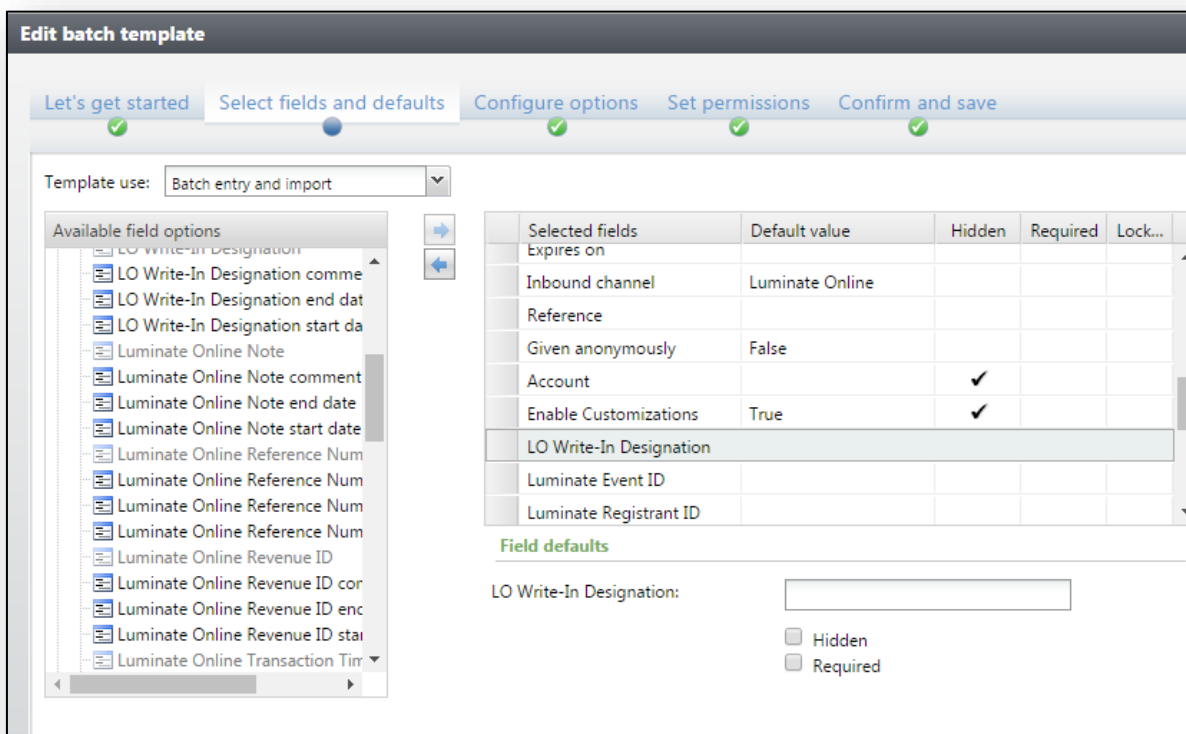 Edit batch template
Let's get started Select fields and defaults Configure options Set permissions Confirm and save
Template use: Batch entry and import
Available field options
LO Write-In Designation
LO Write-In Designation comme
LO Write-In Designation end dat
LO Write-In Designation start da
Luminate Online Note
Luminate Online Note comment
Luminate Online Note end date
Luminate Online Note start date
Luminate Online Reference Num
Luminate Online Reference Num
Luminate Online Reference Num
Luminate Online Reference Num
Luminate Online Revenue ID
Luminate Online Revenue ID con
Luminate Online Revenue ID end
Luminate Online Revenue ID star
Luminate Online Transaction Tim
Selected fields Default value Hidden Required Lock...
Expires on
Inbound channel Luminate Online
Reference
Given anonymously False
Account ✔
Enable Customizations True ✔
LO Write-In Designation
Luminate Event ID
Luminate Registrant ID
Field defaults
LO Write-In Designation:
Hidden
Required